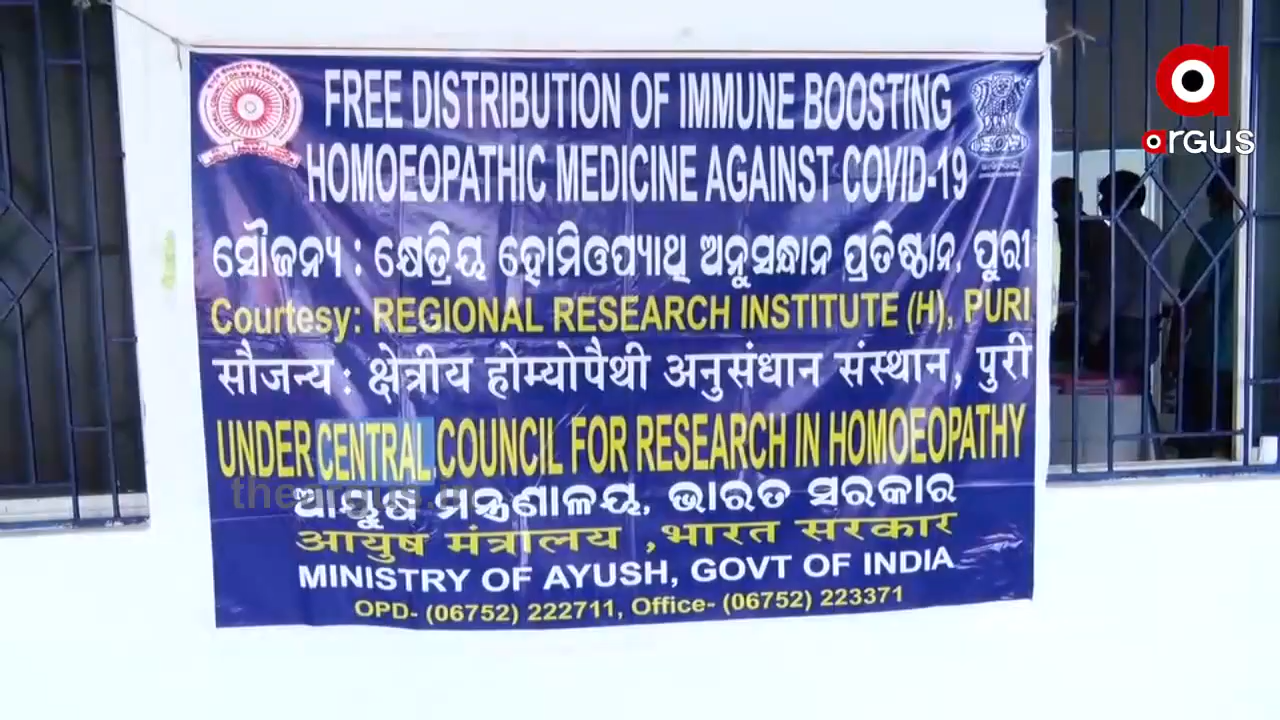 FREE DISTRIBUTION OF IMMUNE BOOSTING
HOMOEOPATHIC MEDICINE AGAINST COVID-19
ସୌଜନ୍ୟ : କ୍ଷେତ୍ରିୟ ହୋମିଓପ୍ୟାଥି ଅନୁସନ୍ଧାନ ପ୍ରତିଷ୍ଠାନ, ପୁରୀ
Courtesy: REGIONAL RESEARCH INSTITUTE (H), PURI
सौजन्य : क्षेत्रीय होम्योपैथी अनुसंधान संस्थान, पुरी
UNDER CENTRAL COUNCIL FOR RESEARCH IN HOMOEOPATHY
ଆୟୁଷ ମନ୍ତ୍ରଣାଳୟ, ଭାରତ ସରକାର
आयुष मंत्रालय ,भारत सरकार
MINISTRY OF AYUSH, GOVT OF INDIA
OPD- (06752) 222711, Office- (06752) 223371
argus
theargus.in